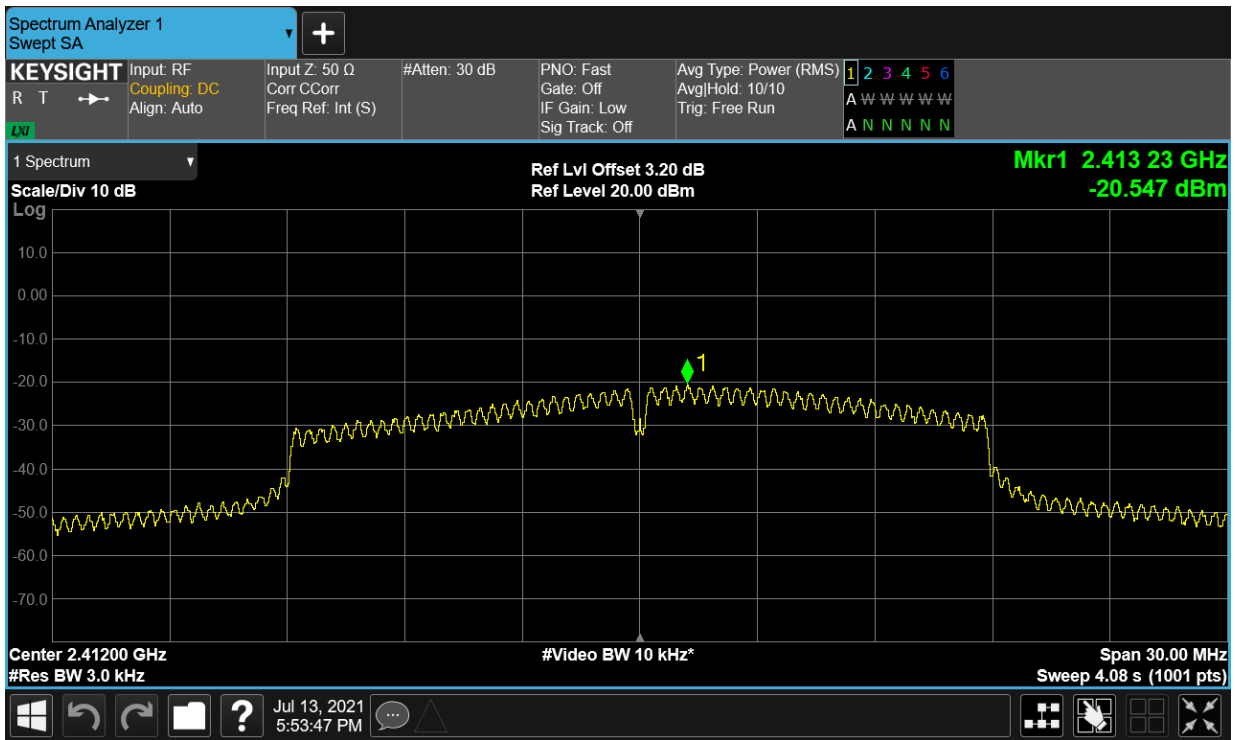 Spectrum Analyzer 1
Swept SA
+
KEYSIGHT
R T
LXI
Input: RF
Coupling: DC
Align: Auto
Input Z: 50 Ω
Corr CCorr
Freq Ref: Int (S)
#Atten: 30 dB
PNO: Fast
Gate: Off
IF Gain: Low
Sig Track: Off
Avg Type: Power (RMS)
Avg|Hold: 10/10
Trig: Free Run
1 2 3 4 5 6
A W W W W W
A N N N N N
1 Spectrum
Scale/Div 10 dB
Log
Ref Lvl Offset 3.20 dB
Ref Level 20.00 dBm
Mkr1 2.413 23 GHz
-20.547 dBm
10.0
0.00
-10.0
-20.0
-30.0
-40.0
-50.0
-60.0
-70.0
1
Center 2.41200 GHz
#Res BW 3.0 kHz
#Video BW 10 kHz*
Span 30.00 MHz
Sweep 4.08 s (1001 pts)
?
Jul 13, 2021
5:53:47 PM